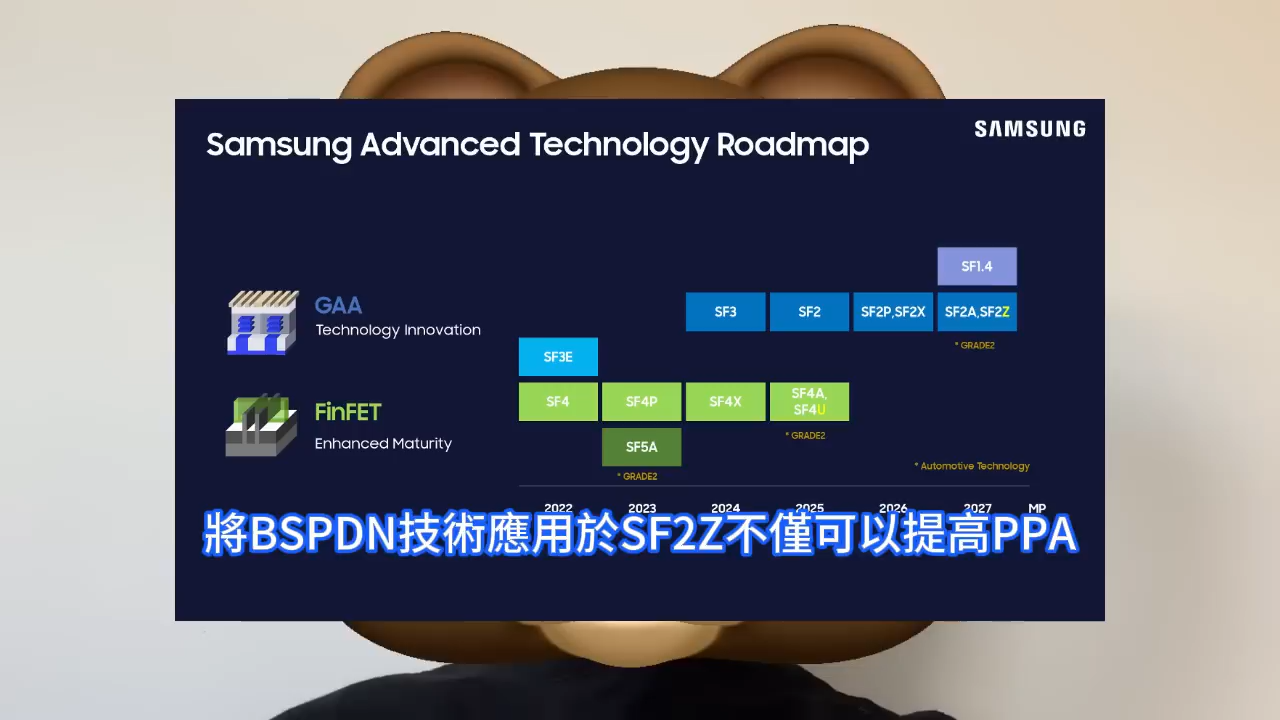 Samsung Advanced Technology Roadmap
SAMSUNG
SF1.4
GAA
Technology Innovation
SF3
SF2
SF2P,SF2X
SF2A,SF2Z
* GRADE2
SF3E
FinFET
Enhanced Maturity
SF4
SF4P
SF4X
SF4A,
SF4U
* GRADE2
SF5A
* GRADE2
* Automotive Technology
2022
2023
2024
2025
2026
2027
MP
將BSPDN技術應用於SF2Z不僅可以提高PPA